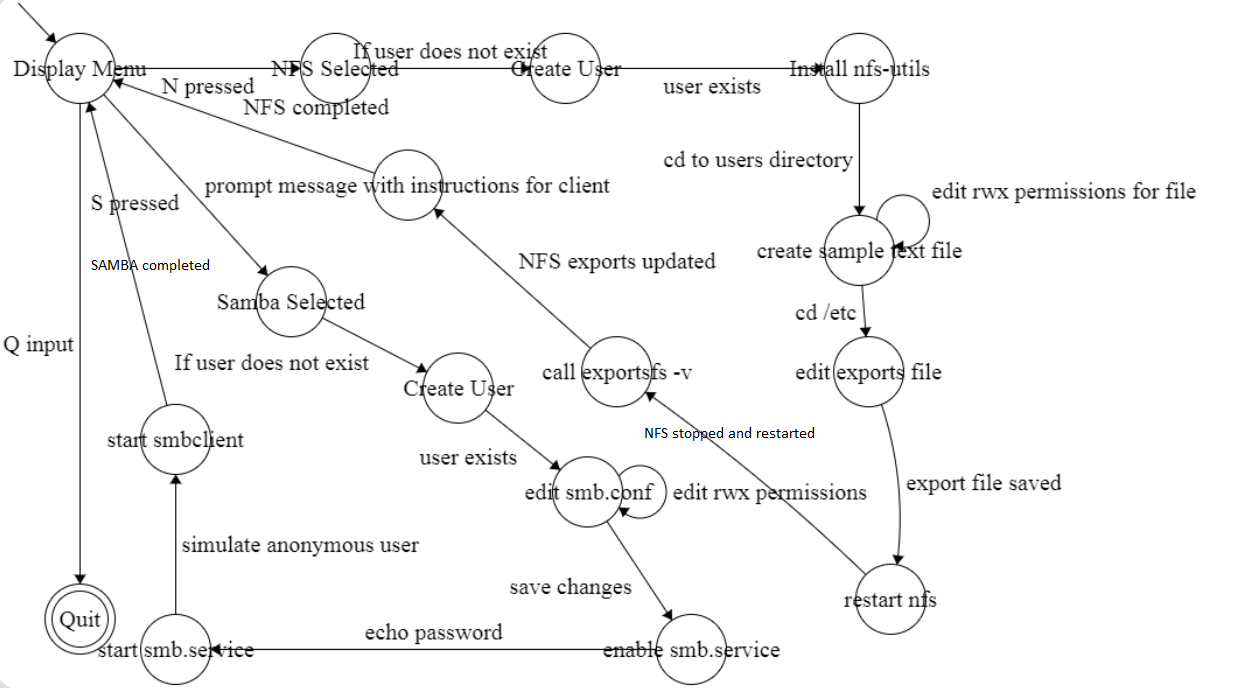 If user does not exist
Display Menu
NFS Selected
Create User
Install nfs-utils
N pressed
user exists
NFS completed
cd to users directory
prompt message with instructions for client
edit rwx permissions for file
S pressed
create sample text file
SAMBA completed
NFS exports updated
Samba Selected
cd /etc
Q input
If user does not exist
call exportsfs -v
edit exports file
Create User
NFS stopped and restarted
start smbclient
user exists
export file saved
edit smb.conf
edit rwx permissions
simulate anonymous user
save changes
restart nfs
Quit
echo password
start smb.service
enable smb.service